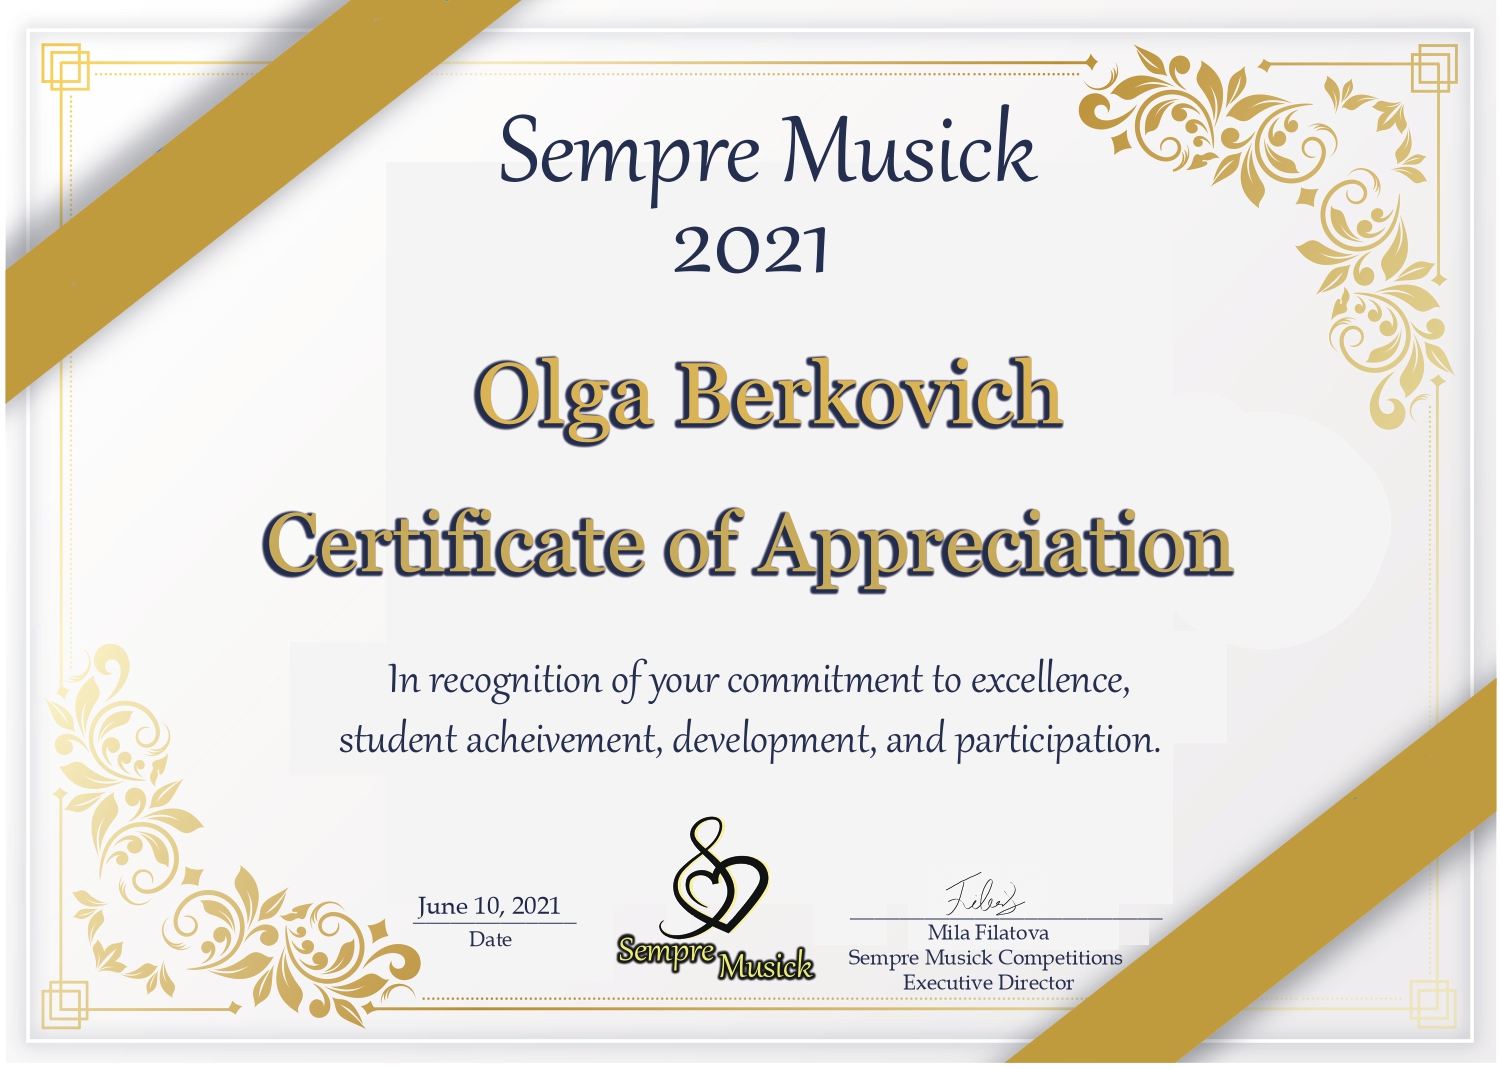 Sempre Musick
2021
Olga Berkovich
Certificate of Appreciation
In recognition of your commitment to excellence,
student acheivement, development, and participation.
June 10, 2021
Date
Sempre Musick
Mila Filatova
Sempre Musick Competitions
Executive Director